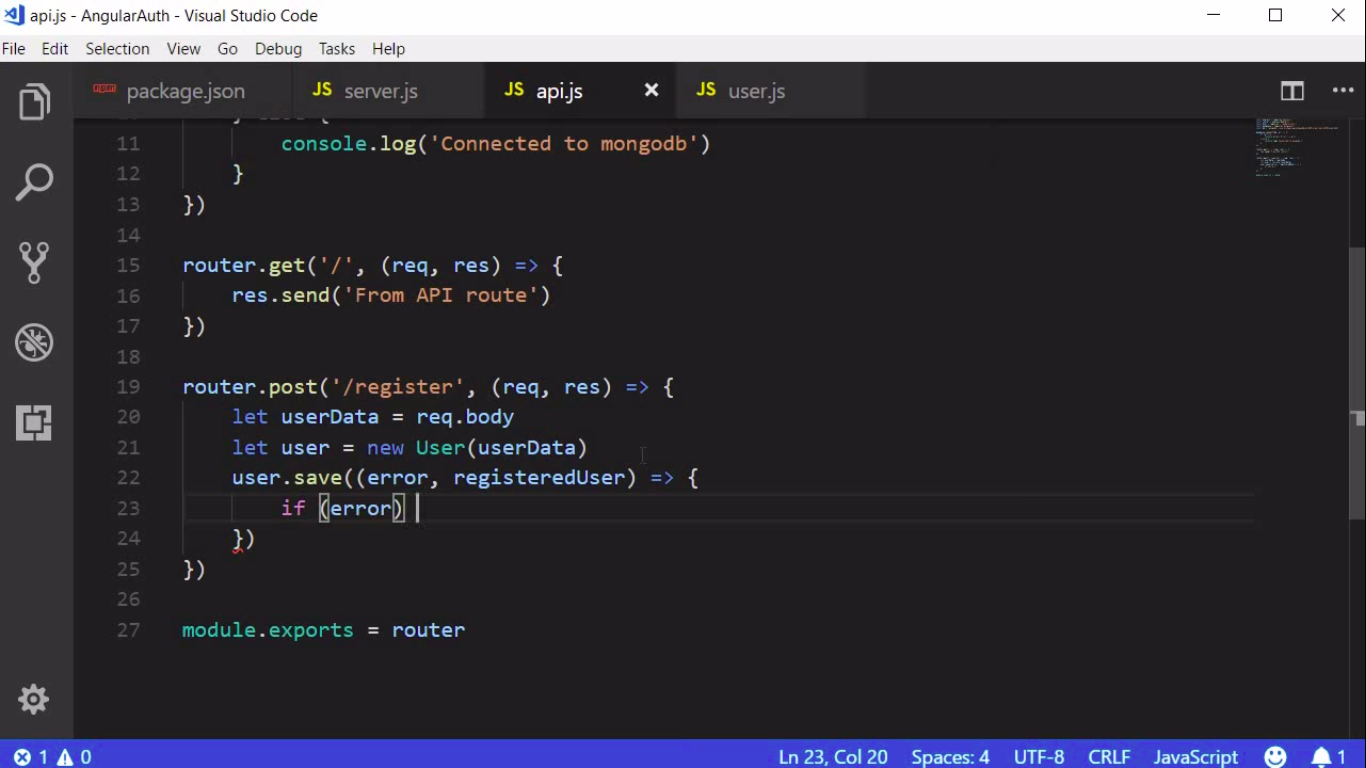 api.js - AngularAuth - Visual Studio Code
File Edit Selection View Go Debug Tasks Help
package.json JS server.js JS api.js JS user.js
11 console.log('Connected to mongodb')
12 }
13 })
14
15 router.get('/', (req, res) => {
16 res.send('From API route')
17 })
18
19 router.post('/register', (req, res) => {
20 let userData = req.body
21 let user = new User(userData)
22 user.save((error, registeredUser) => {
23 if (error)
24 })
25 })
26
27 module.exports = router
1 0 Ln 23, Col 20 Spaces: 4 UTF-8 CRLF JavaScript 1